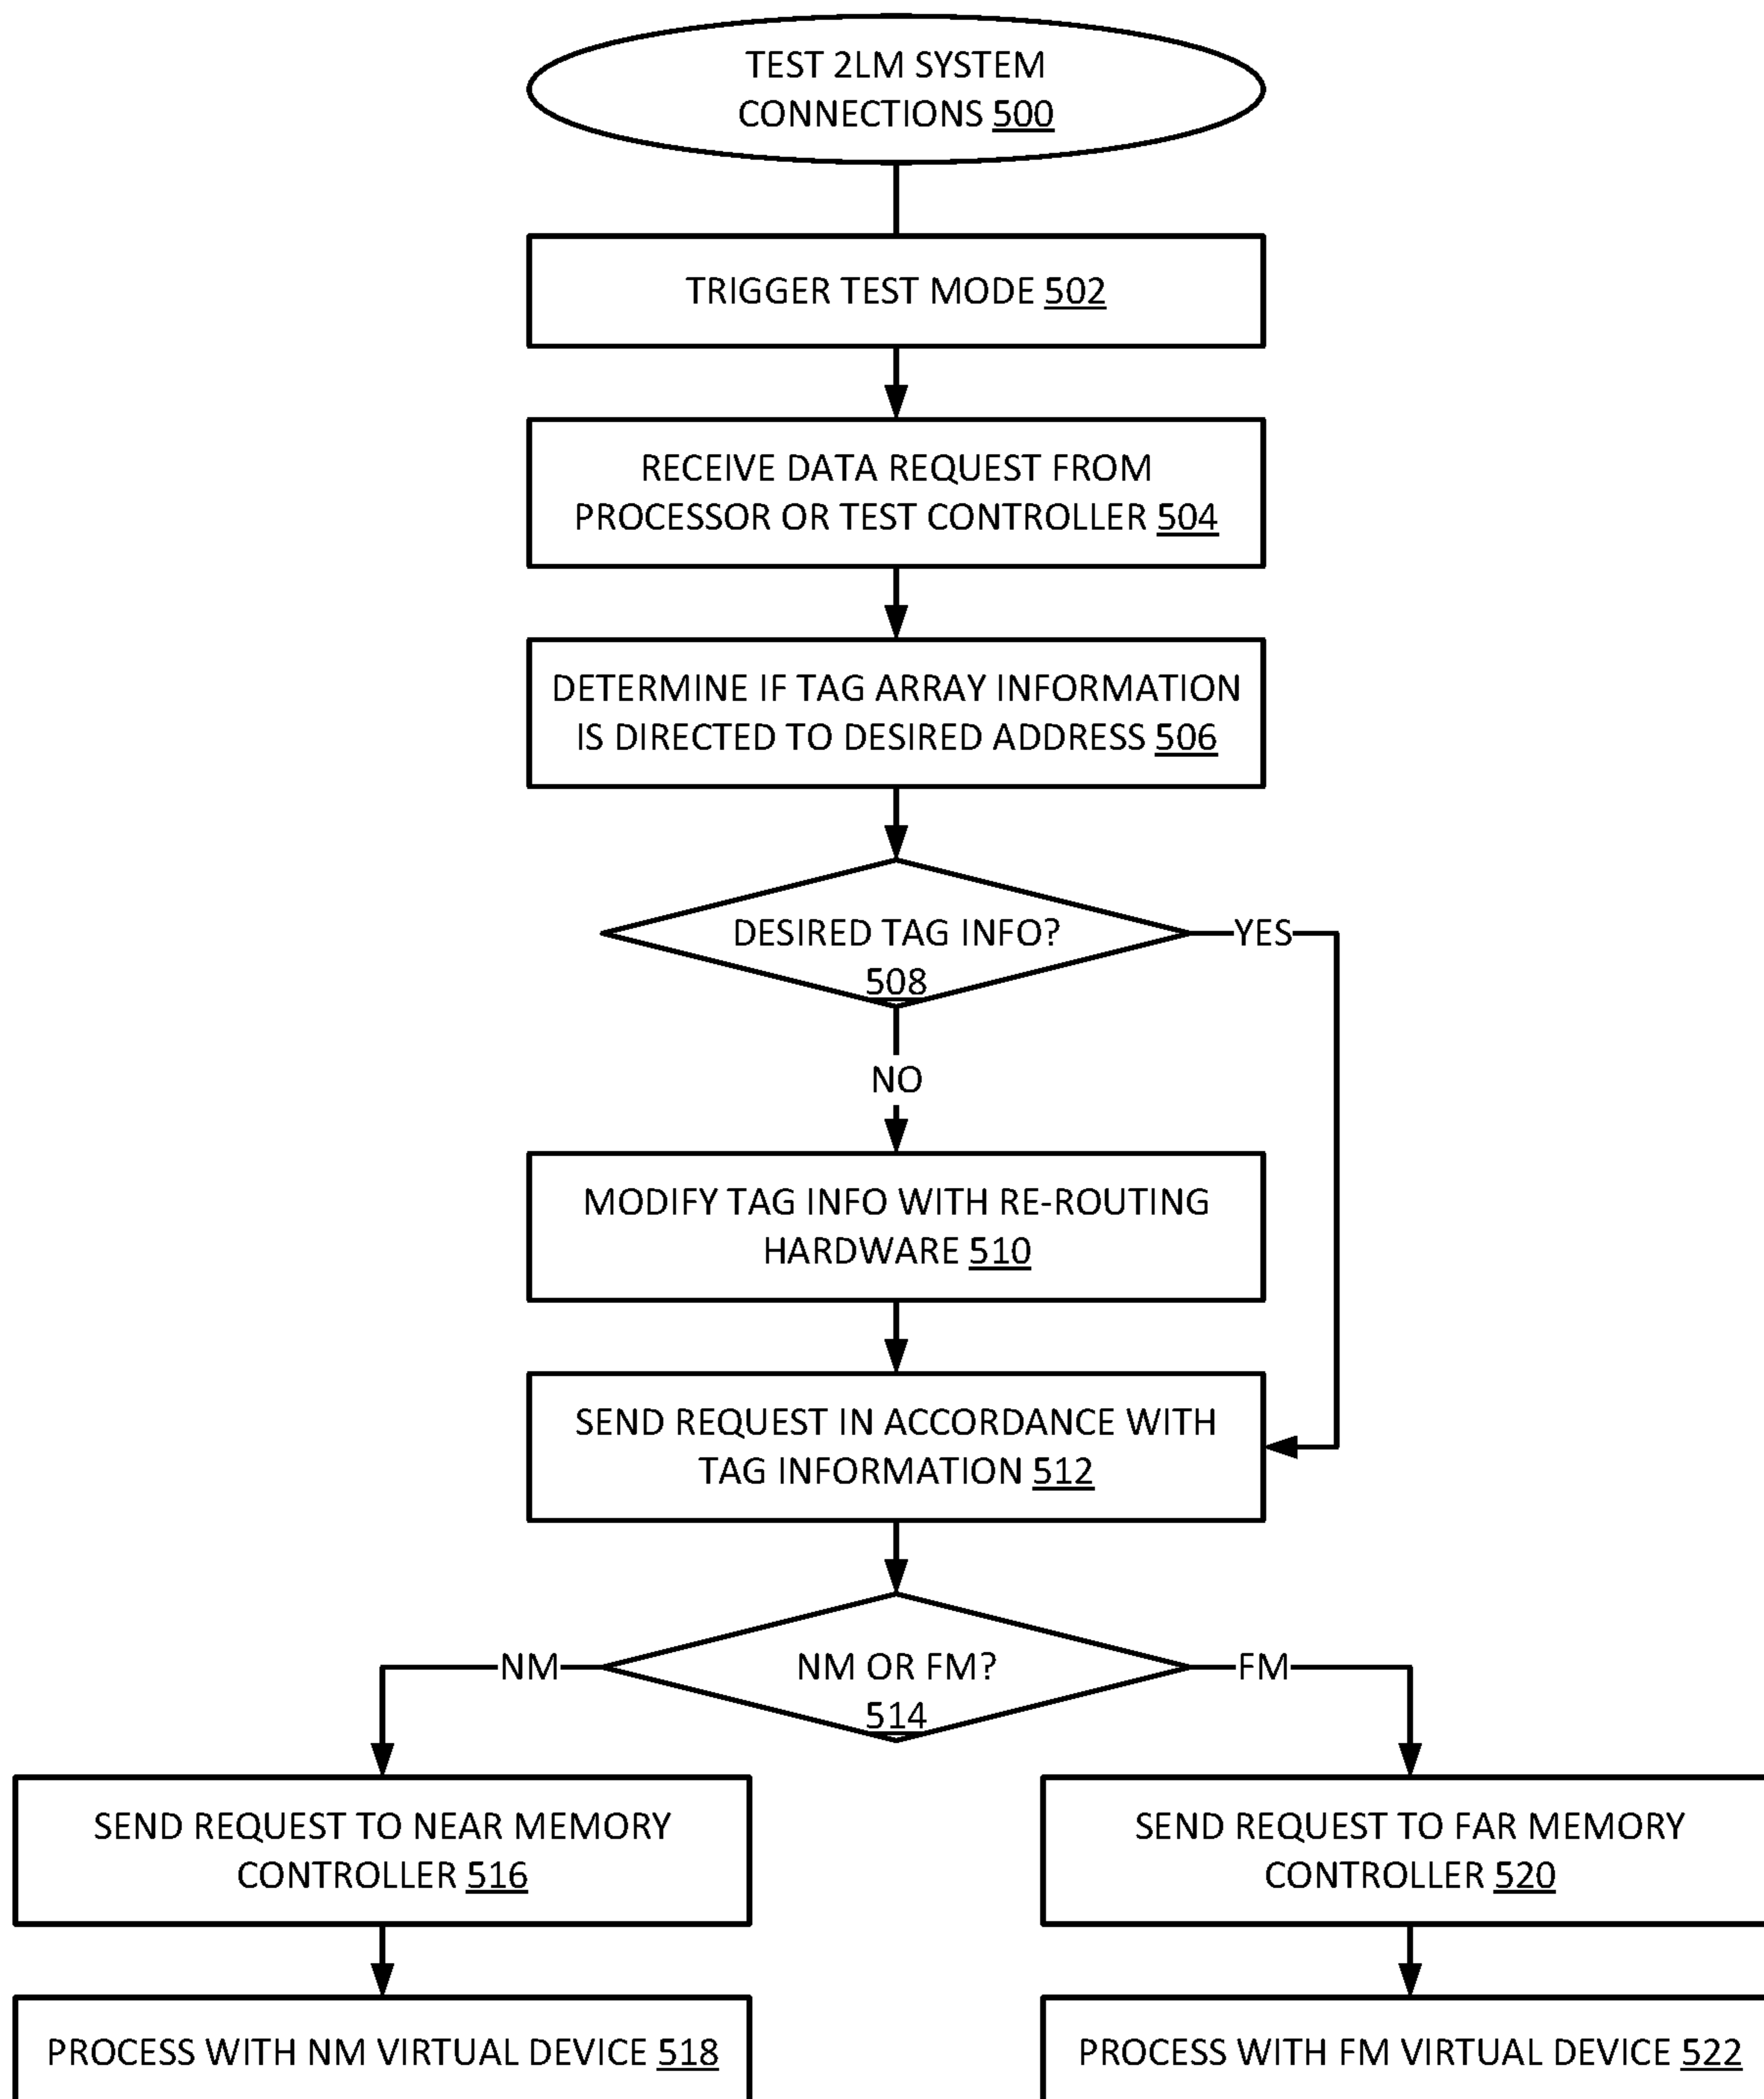 TEST 2LM SYSTEM
CONNECTIONS 500
TRIGGER TEST MODE 502
RECEIVE DATA REQUEST FROM
PROCESSOR OR TEST CONTROLLER 504
DETERMINE IF TAG ARRAY INFORMATION
IS DIRECTED TO DESIRED ADDRESS 506
DESIRED TAG INFO?
508
YES
NO
MODIFY TAG INFO WITH RE-ROUTING
HARDWARE 510
SEND REQUEST IN ACCORDANCE WITH
TAG INFORMATION 512
NM
NM OR FM?
514
FM
SEND REQUEST TO NEAR MEMORY
CONTROLLER 516
SEND REQUEST TO FAR MEMORY
CONTROLLER 520
PROCESS WITH NM VIRTUAL DEVICE 518
PROCESS WITH FM VIRTUAL DEVICE 522